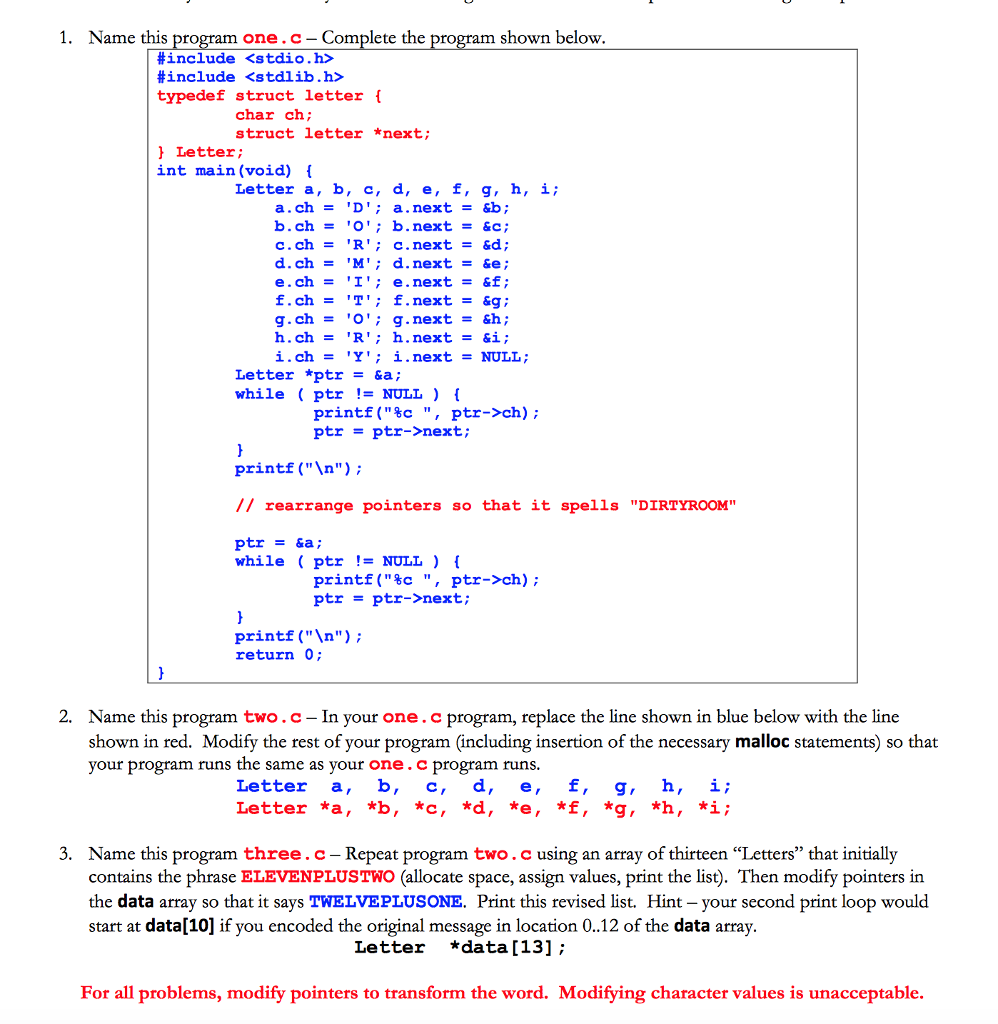 1. Name this program one.c – Complete the program shown below.
#include <stdio.h>
#include <stdlib.h>
typedef struct letter {
char ch;
struct letter *next;
} Letter;
int main(void) {
Letter a, b, c, d, e, f, g, h, i;
a.ch = 'D'; a.next = &b;
b.ch = 'O'; b.next = &c;
c.ch = 'R'; c.next = &d;
d.ch = 'M'; d.next = &e;
e.ch = 'I'; e.next = &f;
f.ch = 'T'; f.next = &g;
g.ch = 'O'; g.next = &h;
h.ch = 'R'; h.next = &i;
i.ch = 'Y'; i.next = NULL;
Letter *ptr = &a;
while ( ptr != NULL ) {
printf("%c ", ptr->ch);
ptr = ptr->next;
}
printf("\n");
// rearrange pointers so that it spells "DIRTYROOM"
ptr = &a;
while ( ptr != NULL ) {
printf("%c ", ptr->ch);
ptr = ptr->next;
}
printf("\n");
return 0;
}
2. Name this program two.c – In your one.c program, replace the line shown in blue below with the line
shown in red. Modify the rest of your program (including insertion of the necessary malloc statements) so that
your program runs the same as your one.c program runs.
Letter a, b, c, d, e, f, g, h, i;
Letter *a, *b, *c, *d, *e, *f, *g, *h, *i;
3. Name this program three.c – Repeat program two.c using an array of thirteen “Letters” that initially
contains the phrase ELEVENPLUSTWO (allocate space, assign values, print the list). Then modify pointers in
the data array so that it says TWELVEPLUSONE. Print this revised list. Hint – your second print loop would
start at data[10] if you encoded the original message in location 0..12 of the data array.
Letter *data[13];
For all problems, modify pointers to transform the word. Modifying character values is unacceptable.